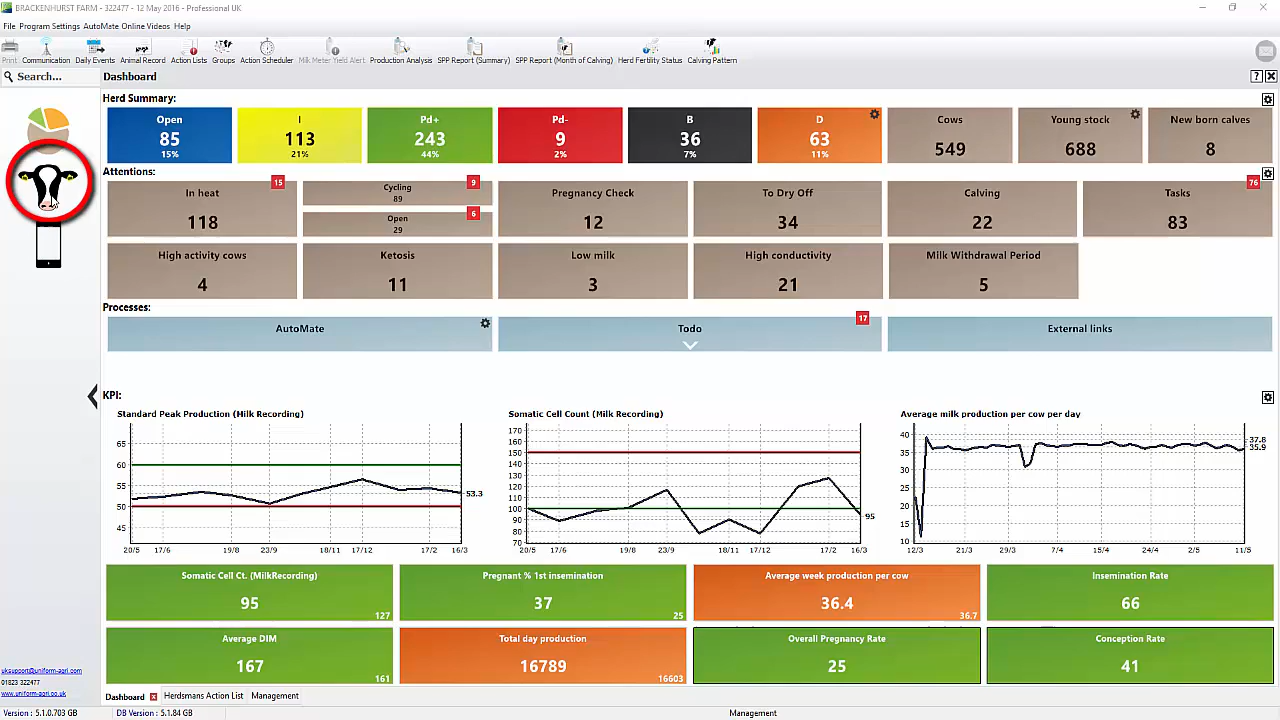 BRACKENHURST FARM - 322477 - 12 May 2016 - Professional UK
File Program Settings AutoMate Online Videos Help
Print Communication Daily Events Animal Record Action Lists Groups Action Scheduler Milk Meter Yield Alert Production Analysis SPP Report (Summary) SPP Report (Month of Calving) Herd Fertility Status Calving Pattern
Search... Dashboard ?
Herd Summary:
Open I Pd+ Pd- B D Cows Young stock New born calves
85 113 243 9 36 63 549 688 8
15% 21% 44% 2% 7% 11%
Attentions:
In heat 15 Cycling 9 Pregnancy Check To Dry Off Calving Tasks 76
118 89 12 34 22 83
Open 6
29
High activity cows Ketosis Low milk High conductivity Milk Withdrawal Period
4 11 3 21 5
Processes:
AutoMate Todo 17 External links
KPI:
Standard Peak Production (Milk Recording) Somatic Cell Count (Milk Recording) Average milk production per cow per day
65 60 55 50 45
53.3
20/5 17/6 19/8 23/9 18/11 17/12 17/2 16/3
170 160 150 140 130 120 110 100 90 80 70
95
20/5 17/6 19/8 23/9 18/11 17/12 17/2 16/3
40 35 30 25 20 15 10
37.8
35.9
12/3 21/3 29/3 7/4 15/4 24/4 2/5 11/5
Somatic Cell Ct. (MilkRecording) Pregnant % 1st insemination Average week production per cow Insemination Rate
95 127 37 25 36.4 36.7 66
Average DIM Total day production Overall Pregnancy Rate Conception Rate
167 161 16789 16603 25 41
uksupport@uniform-agri.com
01823 322477
www.uniform-agri.co.uk
Dashboard Herdsmans Action List Management
Version : 5.1.0.703 GB DB Version : 5.1.84 GB Management